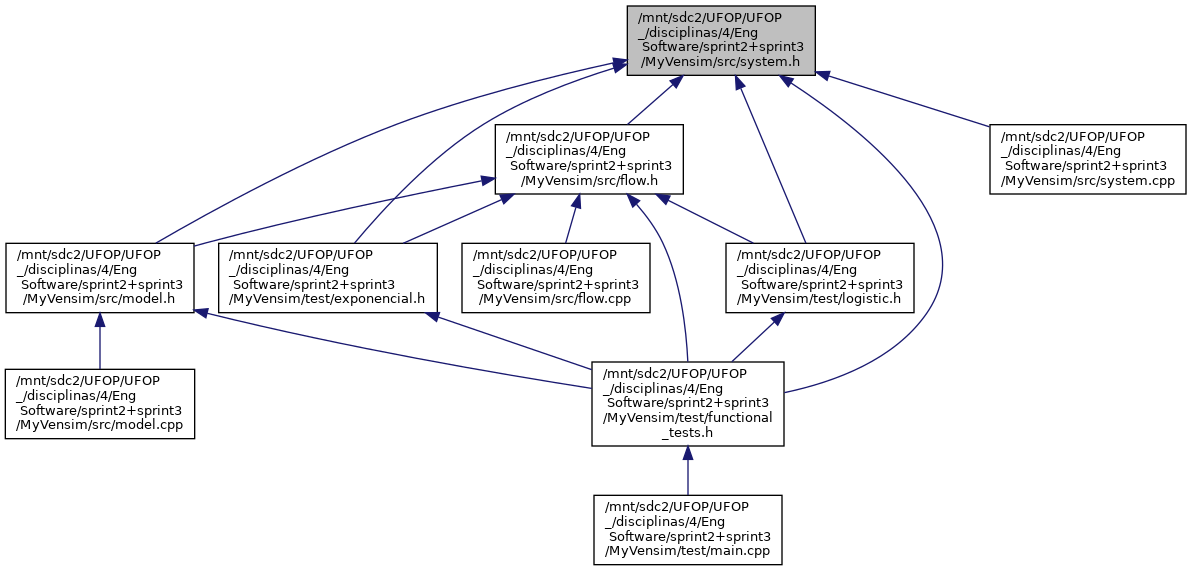 /mnt/sdc2/UFOP/UFOP
_/disciplinas/4/Eng
Software/sprint2+sprint3
/MyVensim/src/system.h
/mnt/sdc2/UFOP/UFOP
_/disciplinas/4/Eng
Software/sprint2+sprint3
/MyVensim/src/flow.h
/mnt/sdc2/UFOP/UFOP
_/disciplinas/4/Eng
Software/sprint2+sprint3
/MyVensim/src/system.cpp
/mnt/sdc2/UFOP/UFOP
_/disciplinas/4/Eng
Software/sprint2+sprint3
/MyVensim/src/model.h
/mnt/sdc2/UFOP/UFOP
_/disciplinas/4/Eng
Software/sprint2+sprint3
/MyVensim/test/exponencial.h
/mnt/sdc2/UFOP/UFOP
_/disciplinas/4/Eng
Software/sprint2+sprint3
/MyVensim/src/flow.cpp
/mnt/sdc2/UFOP/UFOP
_/disciplinas/4/Eng
Software/sprint2+sprint3
/MyVensim/test/logistic.h
/mnt/sdc2/UFOP/UFOP
_/disciplinas/4/Eng
Software/sprint2+sprint3
/MyVensim/src/model.cpp
/mnt/sdc2/UFOP/UFOP
_/disciplinas/4/Eng
Software/sprint2+sprint3
/MyVensim/test/functional
_tests.h
/mnt/sdc2/UFOP/UFOP
_/disciplinas/4/Eng
Software/sprint2+sprint3
/MyVensim/test/main.cpp